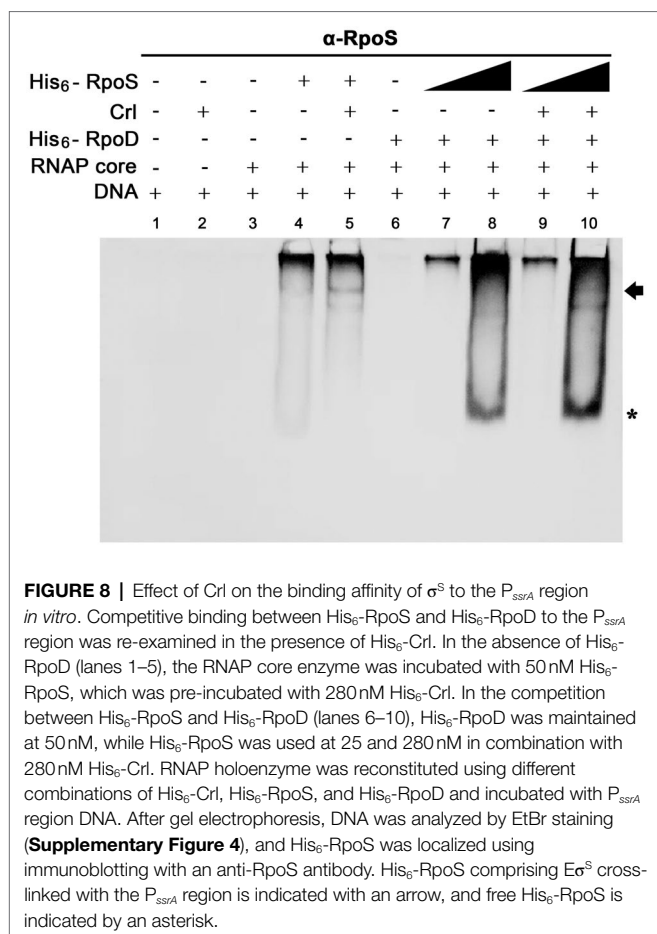 α-RpoS
His₆- RpoS - - - + + -
Crl - + - - + - - - + +
His₆- RpoD - - - - - + + + + +
RNAP core - - + + + + + + + +
DNA + + + + + + + + + +
1 2 3 4 5 6 7 8 9 10
*
FIGURE 8 | Effect of Crl on the binding affinity of σˢ to the PssrA region
in vitro. Competitive binding between His₆-RpoS and His₆-RpoD to the PssrA
region was re-examined in the presence of His₆-Crl. In the absence of His₆-
RpoD (lanes 1–5), the RNAP core enzyme was incubated with 50 nM His₆-
RpoS, which was pre-incubated with 280 nM His₆-Crl. In the competition
between His₆-RpoS and His₆-RpoD (lanes 6–10), His₆-RpoD was maintained
at 50 nM, while His₆-RpoS was used at 25 and 280 nM in combination with
280 nM His₆-Crl. RNAP holoenzyme was reconstituted using different
combinations of His₆-Crl, His₆-RpoS, and His₆-RpoD and incubated with PssrA
region DNA. After gel electrophoresis, DNA was analyzed by EtBr staining
(Supplementary Figure 4), and His₆-RpoS was localized using
immunoblotting with an anti-RpoS antibody. His₆-RpoS comprising Eσˢ cross-
linked with the PssrA region is indicated with an arrow, and free His₆-RpoS is
indicated by an asterisk.